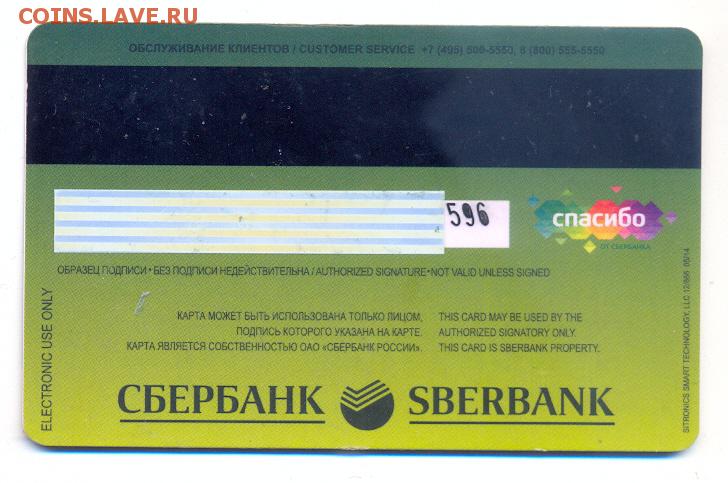 COINS.LAVE.RU
ОБСЛУЖИВАНИЕ КЛИЕНТОВ / CUSTOMER SERVICE +7 (495) 500-5550, 8 (800) 555-5550
596
спасибо
ОТ СБЕРБАНКА
ОБРАЗЕЦ ПОДПИСИ • БЕЗ ПОДПИСИ НЕДЕЙСТВИТЕЛЬНА / AUTHORIZED SIGNATURE • NOT VALID UNLESS SIGNED
КАРТА МОЖЕТ БЫТЬ ИСПОЛЬЗОВАНА ТОЛЬКО ЛИЦОМ,
ПОДПИСЬ КОТОРОГО УКАЗАНА НА КАРТЕ.
КАРТА ЯВЛЯЕТСЯ СОБСТВЕННОСТЬЮ ОАО «СБЕРБАНК РОССИИ».
THIS CARD MAY BE USED BY THE
AUTHORIZED SIGNATORY ONLY.
THIS CARD IS SBERBANK PROPERTY.
ELECTRONIC USE ONLY
СБЕРБАНК SBERBANK
SITRONICS SMART TECHNOLOGY, LLC 12/866 05/14